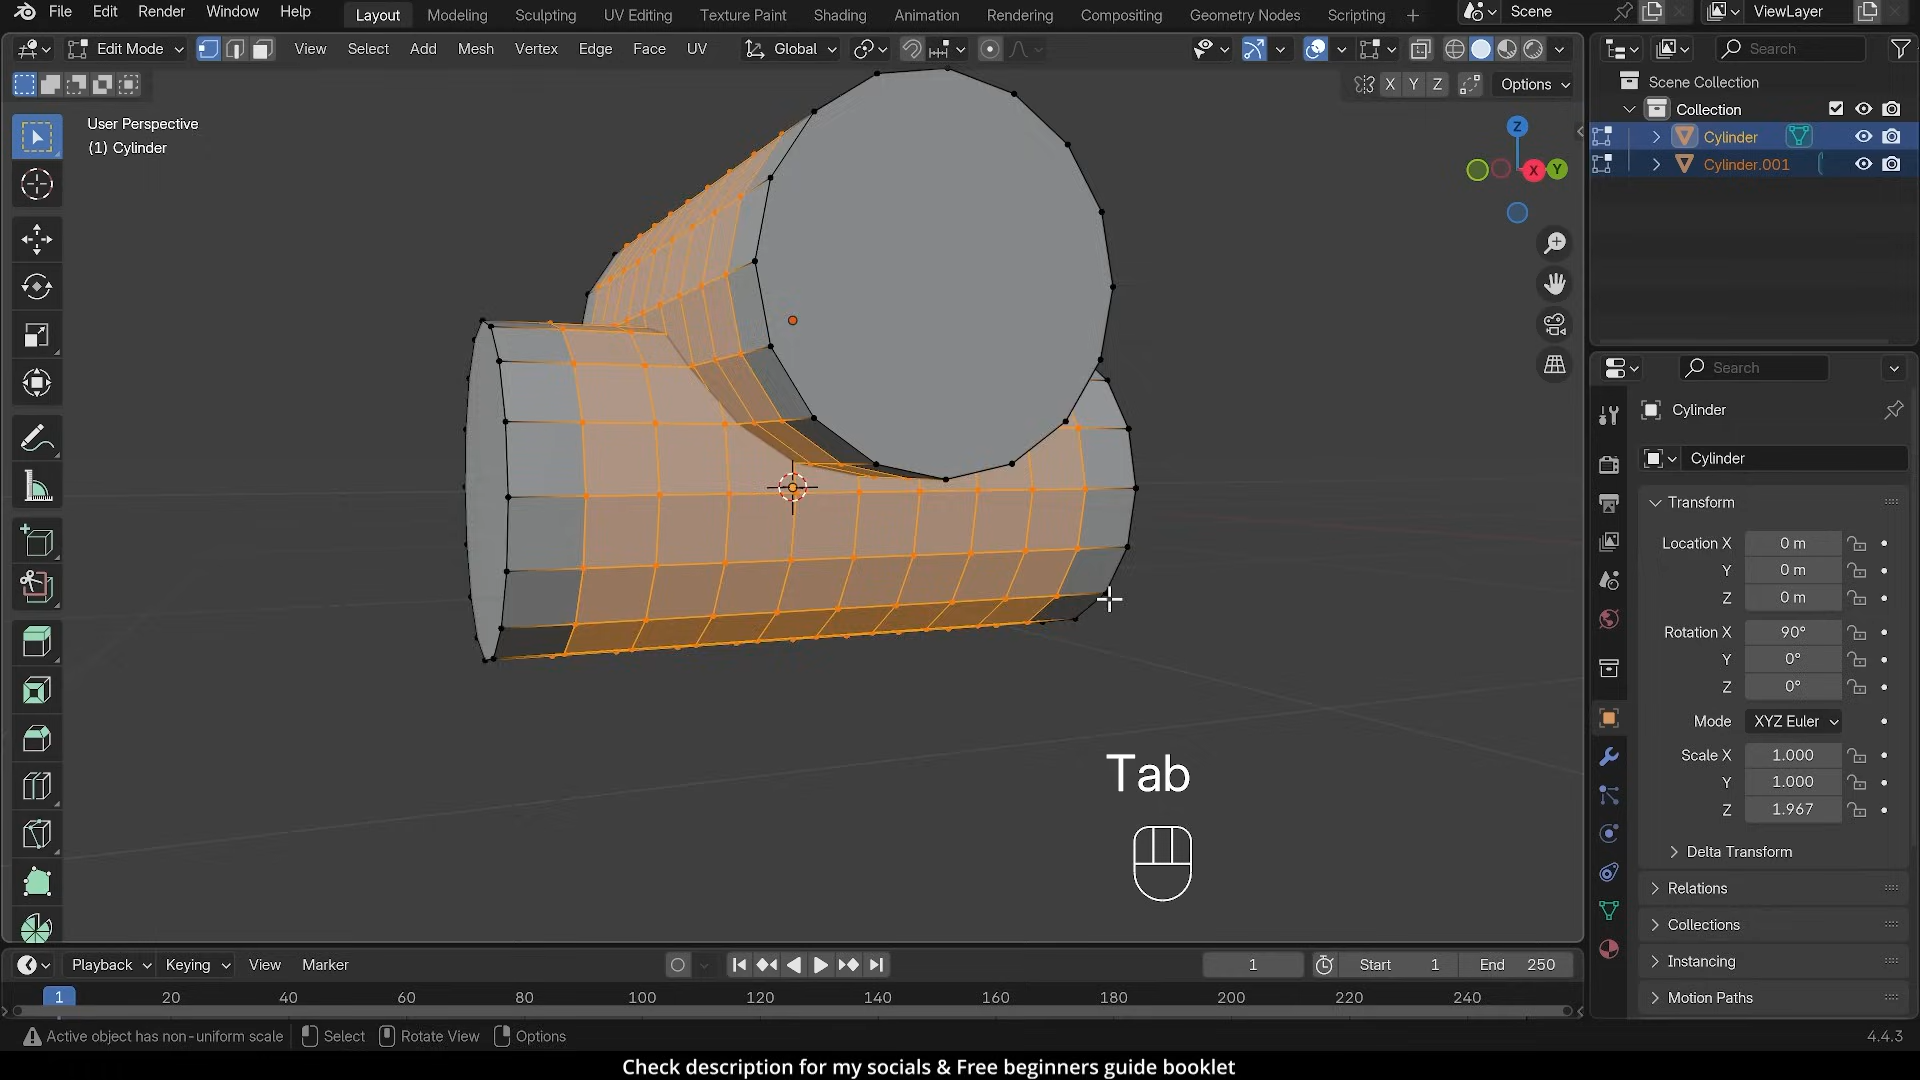 File Edit Render Window Help Layout Modeling Sculpting UV Editing Texture Paint Shading Animation Rendering Compositing Geometry Nodes Scripting Scene ViewLayer
Edit Mode View Select Add Mesh Vertex Edge Face UV Global Search
X Y Z Options
Scene Collection
Collection
Cylinder
Cylinder.001
User Perspective
(1) Cylinder
Z
X
Y
Search
Cylinder
Cylinder
Transform
Location X 0 m
Y 0 m
Z 0 m
Rotation X 90°
Y 0°
Z 0°
Mode XYZ Euler
Scale X 1.000
Y 1.000
Z 1.967
Delta Transform
Relations
Collections
Instancing
Motion Paths
Tab
Playback Keying View Marker 1 Start 1 End 250
1 20 40 60 80 100 120 140 160 180 200 220 240
Active object has non-uniform scale Select Rotate View Options 4.4.3
Check description for my socials & Free beginners guide booklet